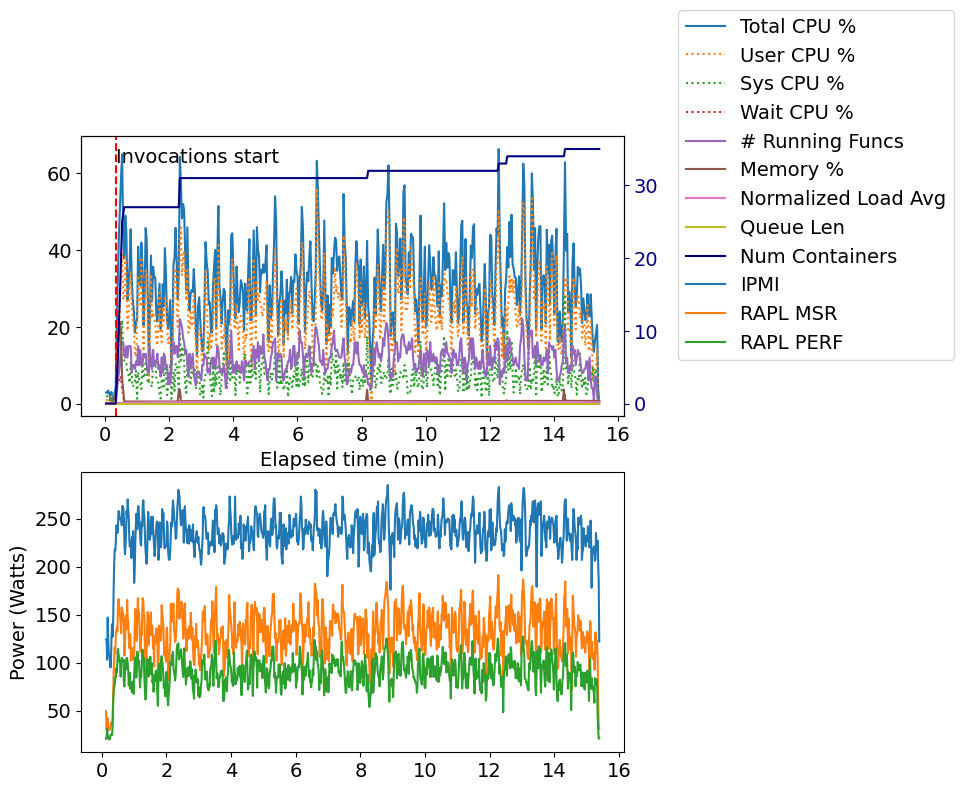 Total CPU %
User CPU %
Sys CPU %
Wait CPU %
# Running Funcs
Memory %
Normalized Load Avg
Queue Len
Num Containers
IPMI
RAPL MSR
RAPL PERF
Invocations start
60
40
20
0
30
20
10
0
0 2 4 6 8 10 12 14 16
Elapsed time (min)
Power (Watts)
250
200
150
100
50
0 2 4 6 8 10 12 14 16